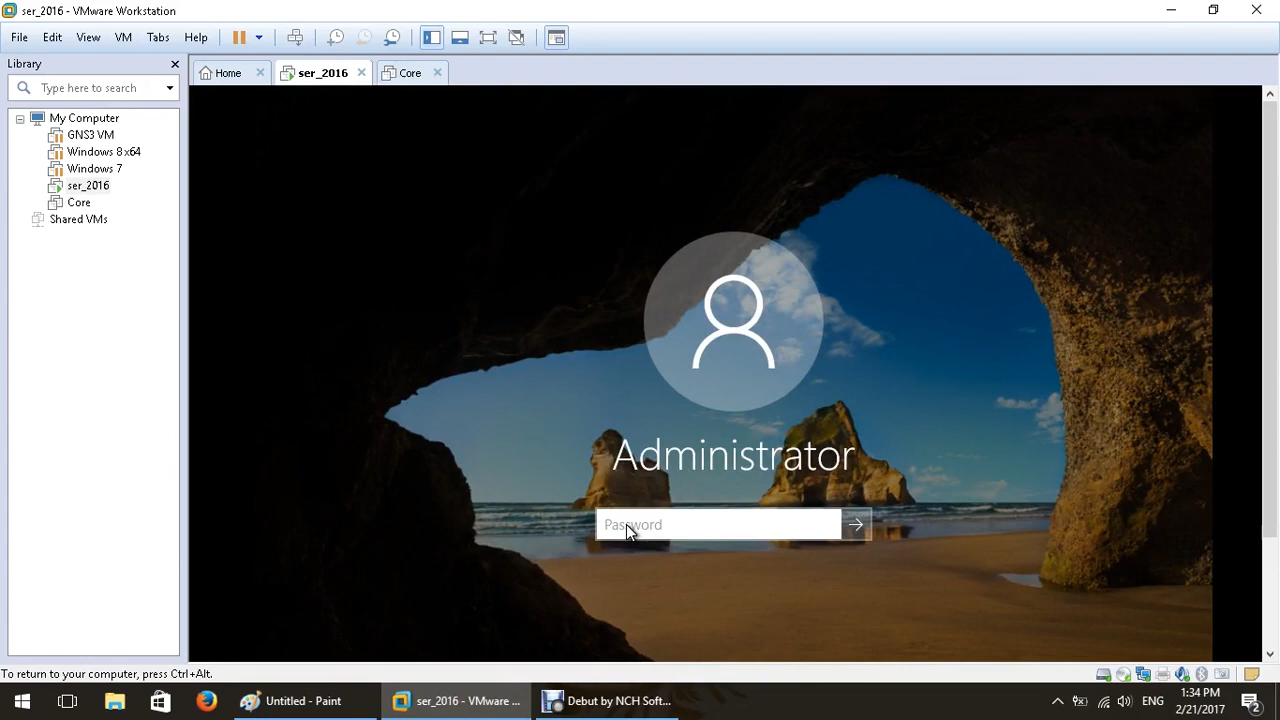 ser_2016 - VMware Workstation
File Edit View VM Tabs Help
Library
Type here to search
My Computer
GNS3 VM
Windows 8 x64
Windows 7
ser_2016
Core
Shared VMs
Home
ser_2016
Core
Administrator
Password
To return to your computer, press Ctrl+Alt.
Untitled - Paint
ser_2016 - VMware ...
Debut by NCH Soft...
ENG
1:34 PM
2/21/2017
2